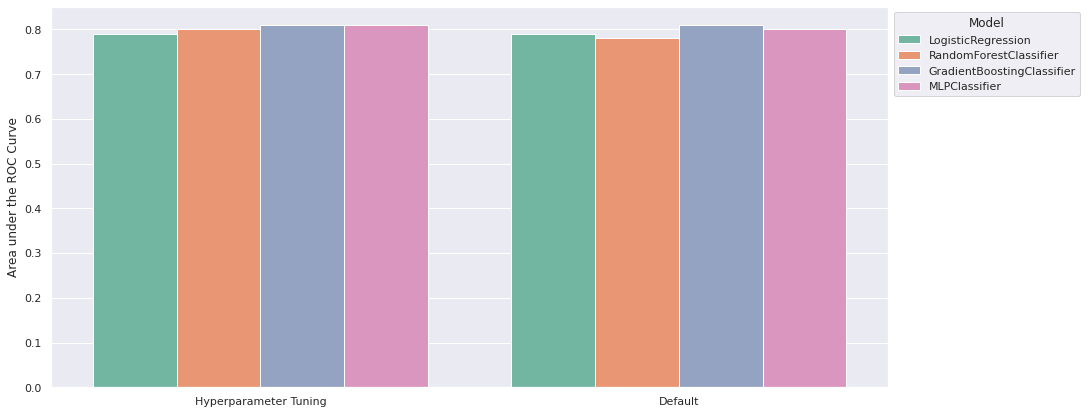 Model
LogisticRegression
RandomForestClassifier
GradientBoostingClassifier
MLPClassifier
Area under the ROC Curve
0.8
0.7
0.6
0.5
0.4
0.3
0.2
0.1
0.0
Hyperparameter Tuning
Default